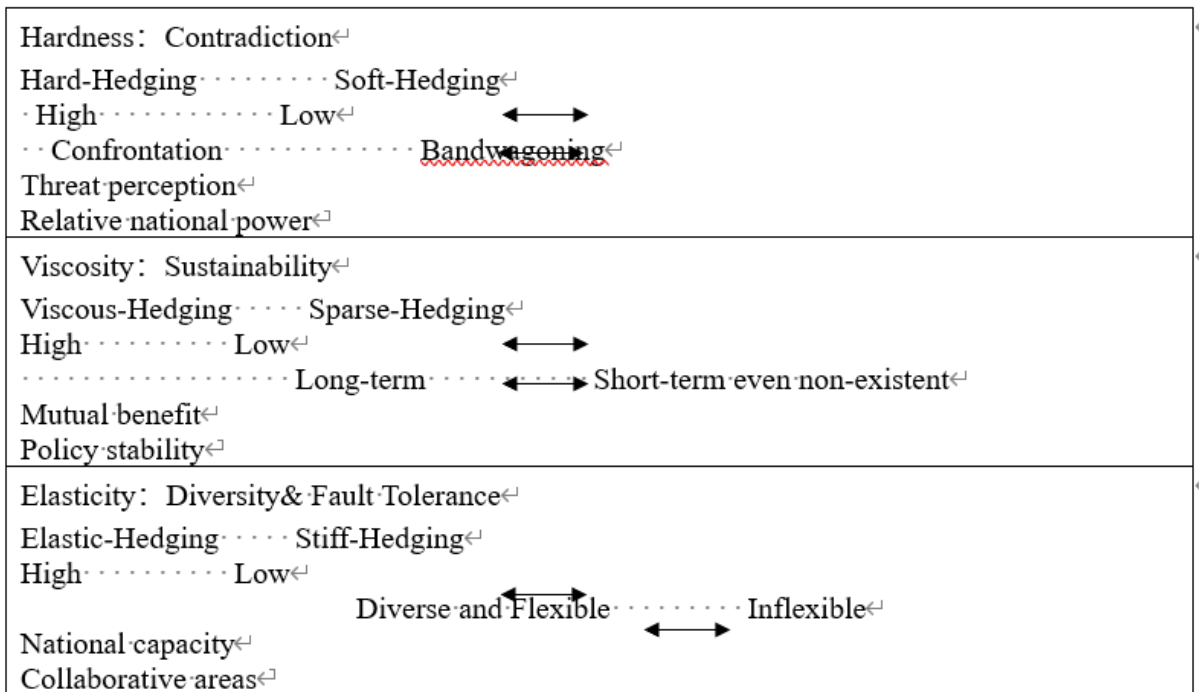 Hardness：Contradiction
Hard-Hedging Soft-Hedging
High Low
Confrontation Bandwagoning
Threat perception
Relative national power
Viscosity：Sustainability
Viscous-Hedging Sparse-Hedging
High Low
Long-term Short-term even non-existent
Mutual benefit
Policy stability
Elasticity：Diversity& Fault Tolerance
Elastic-Hedging Stiff-Hedging
High Low
Diverse and Flexible Inflexible
National capacity
Collaborative areas